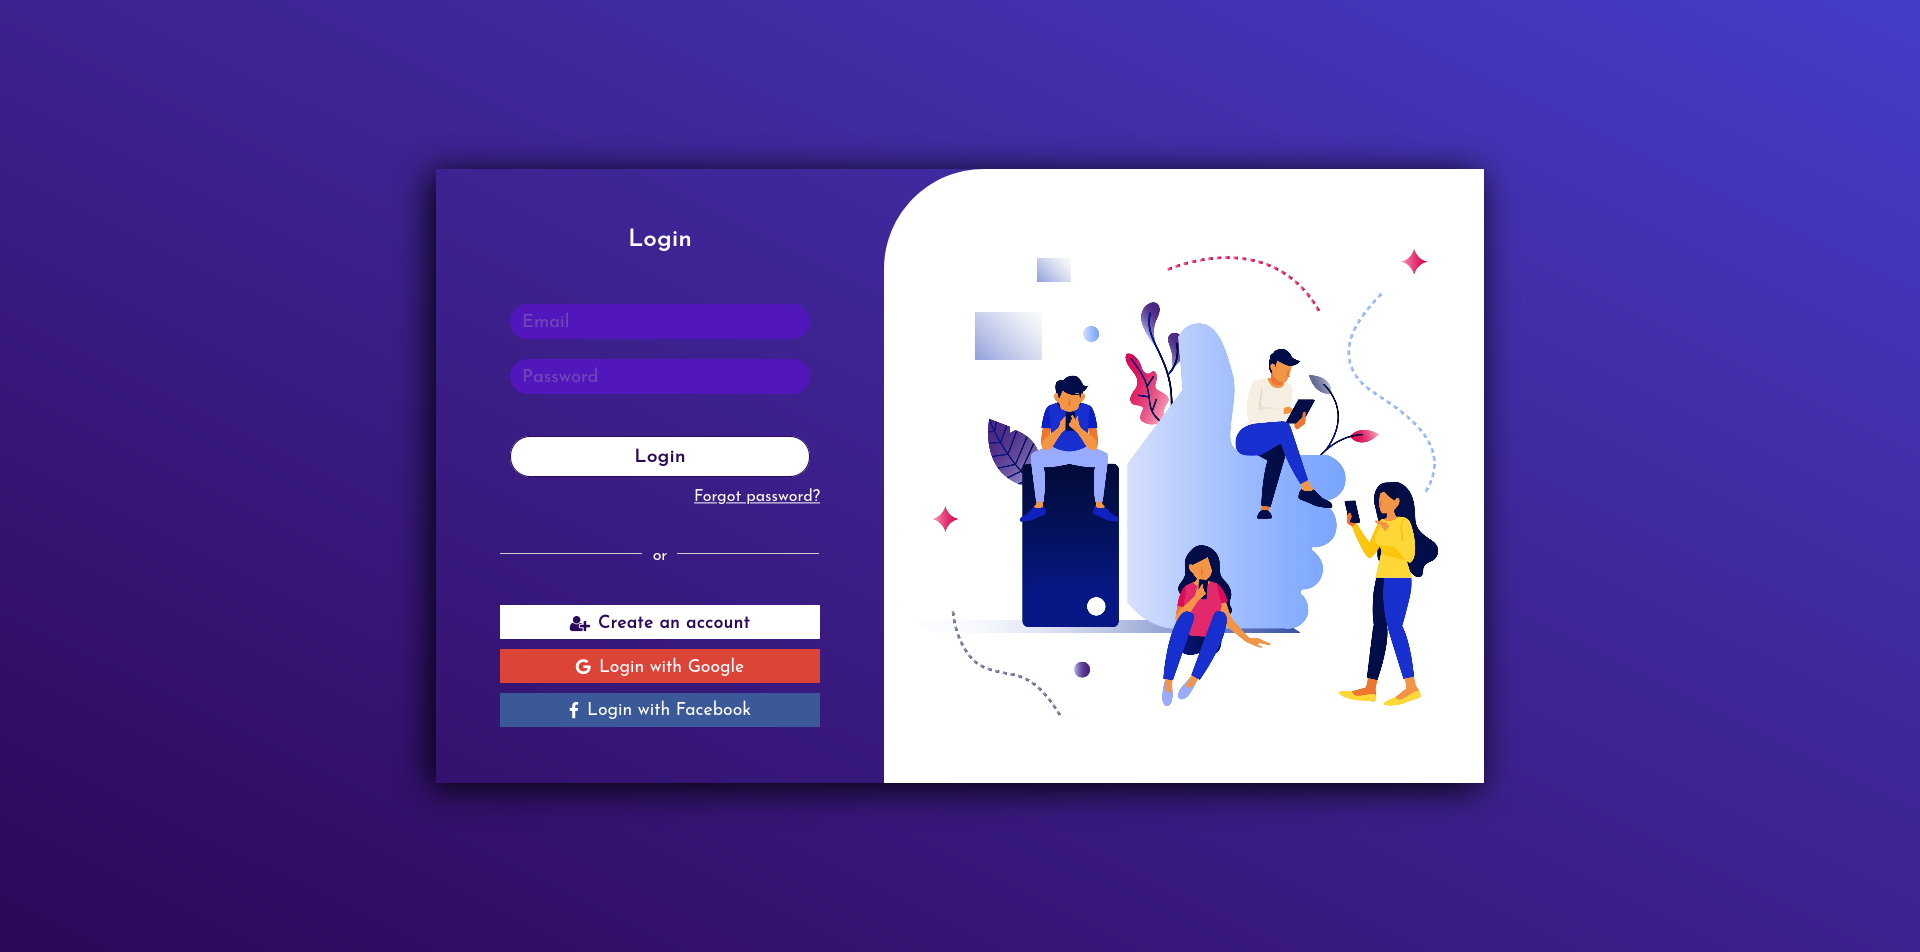 Login
Email
Password
Login
Forgot password?
or
Create an account
Login with Google
Login with Facebook